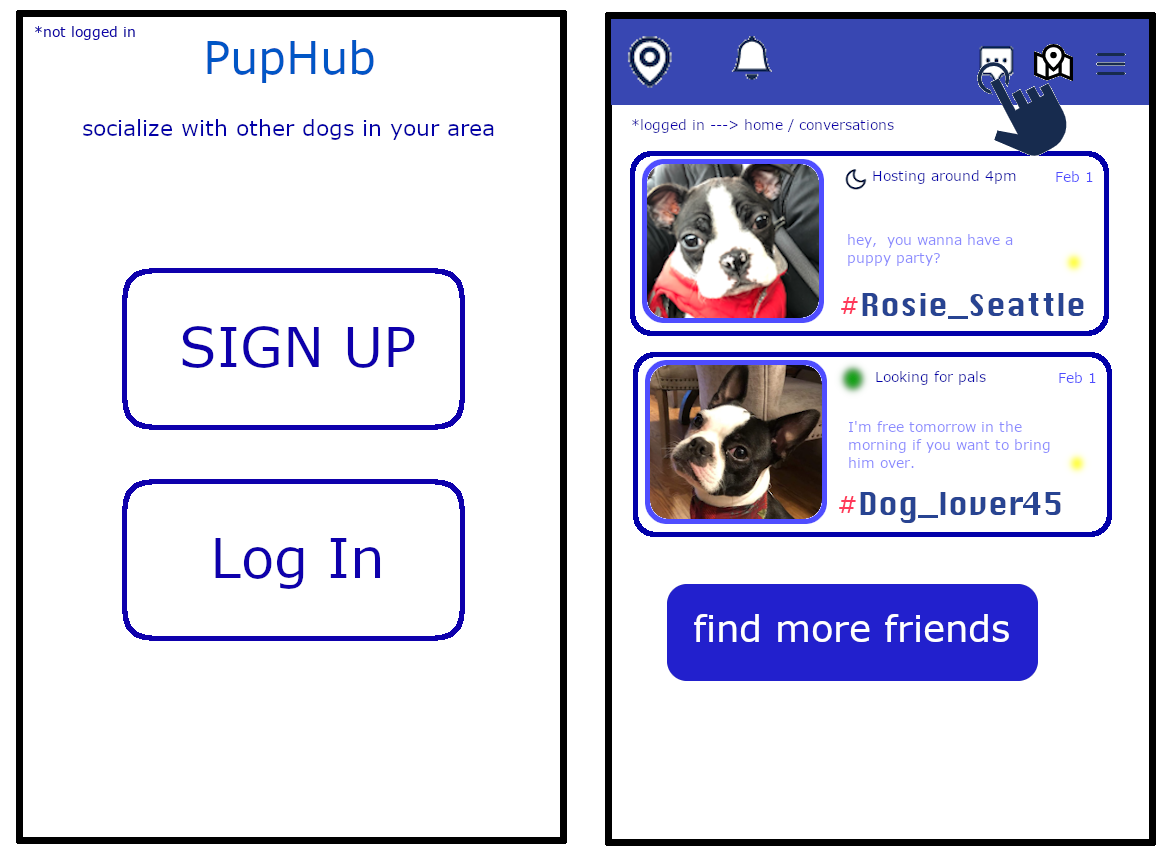 *not logged in
PupHub
socialize with other dogs in your area
SIGN UP
Log In
*logged in ---> home / conversations
Hosting around 4pm
Feb 1
hey,  you wanna have a
puppy party?
#Rosie_Seattle
Looking for pals
Feb 1
I'm free tomorrow in the
morning if you want to bring
him over.
#Dog_lover45
find more friends